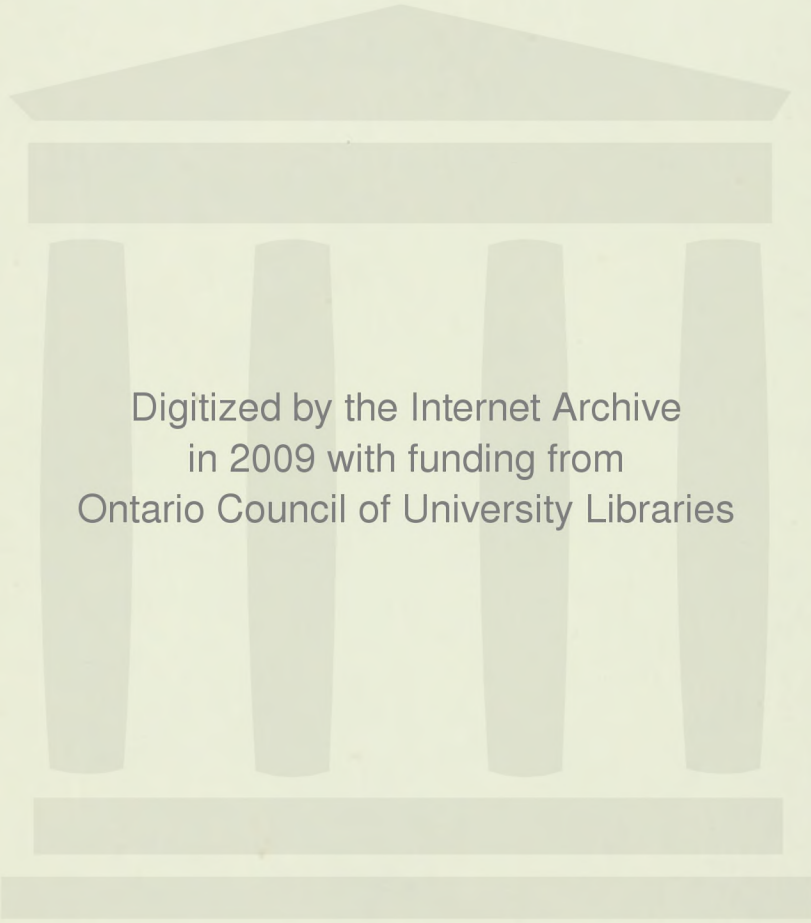 Digitized by the Internet Archive
in 2009 with funding from
Ontario Council of University Libraries